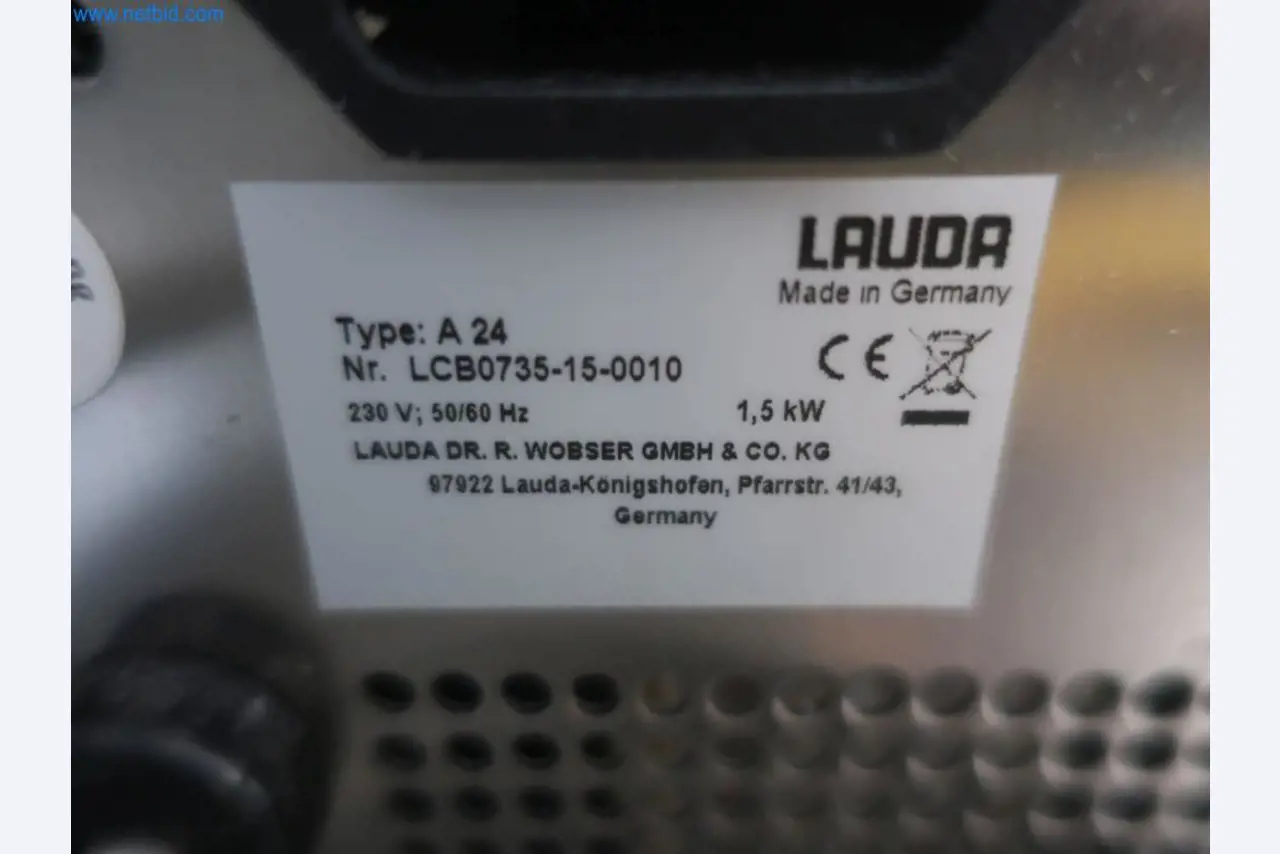 www.netbid.com
LAUDA
Made in Germany
Type: A 24
Nr. LCB0735-15-0010
CE
230 V; 50/60 Hz 1,5 kW
LAUDA DR. R. WOBSER GMBH & CO. KG
97922 Lauda-Königshofen, Pfarrstr. 41/43,
Germany